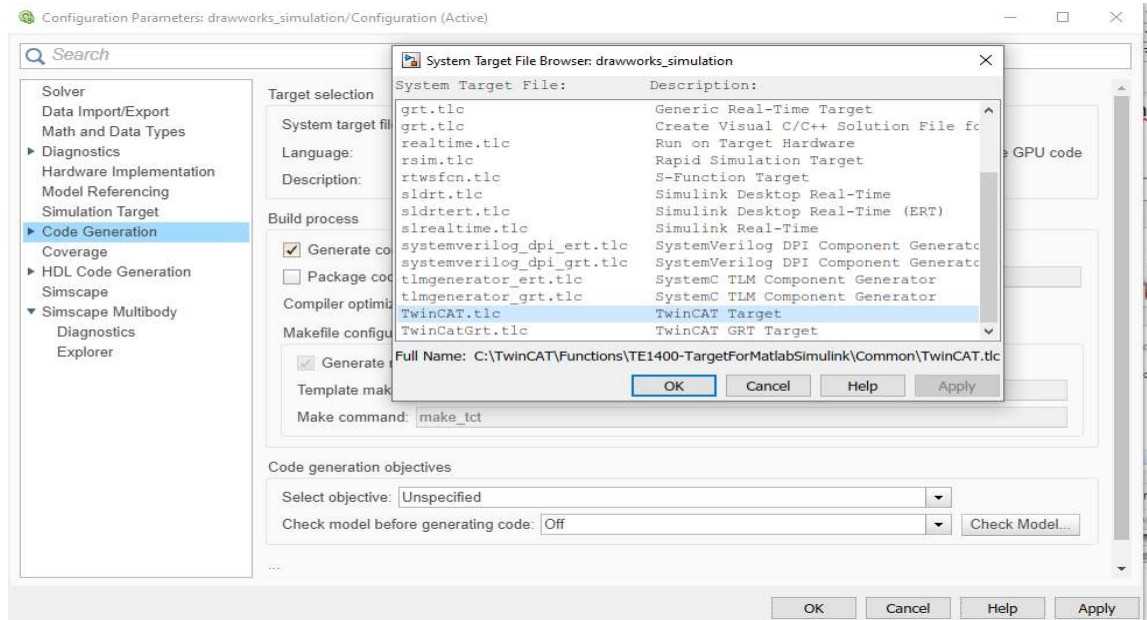 Configuration Parameters: drawworks_simulation/Configuration (Active)
Search
Solver
Data Import/Export
Math and Data Types
Diagnostics
Hardware Implementation
Model Referencing
Simulation Target
Code Generation
Coverage
HDL Code Generation
Simscape
Simscape Multibody
Diagnostics
Explorer
Target selection
System target fil
Language:
GPU code
Description:
Build process
Generate co
Package cod
Compiler optimiz
Makefile configu
Generate
Template mak
Make command: make_tct
Code generation objectives
Select objective: Unspecified
Check model before generating code: Off
Check Model...
...
OK Cancel Help Apply
System Target File Browser: drawworks_simulation
System Target File: Description:
grt.tlc Generic Real-Time Target
grt.tlc Create Visual C/C++ Solution File fo
realtime.tlc Run on Target Hardware
rsim.tlc Rapid Simulation Target
rtwsfcn.tlc S-Function Target
sldrt.tlc Simulink Desktop Real-Time
sldrtert.tlc Simulink Desktop Real-Time (ERT)
slrealtime.tlc Simulink Real-Time
systemverilog_dpi_ert.tlc SystemVerilog DPI Component Generato
systemverilog_dpi_grt.tlc SystemVerilog DPI Component Generato
tlmgenerator_ert.tlc SystemC TLM Component Generator
tlmgenerator_grt.tlc SystemC TLM Component Generator
TwinCAT.tlc TwinCAT Target
TwinCatGrt.tlc TwinCAT GRT Target
Full Name: C:\TwinCAT\Functions\TE1400-TargetForMatlabSimulink\Common\TwinCAT.tlc
OK Cancel Help Apply